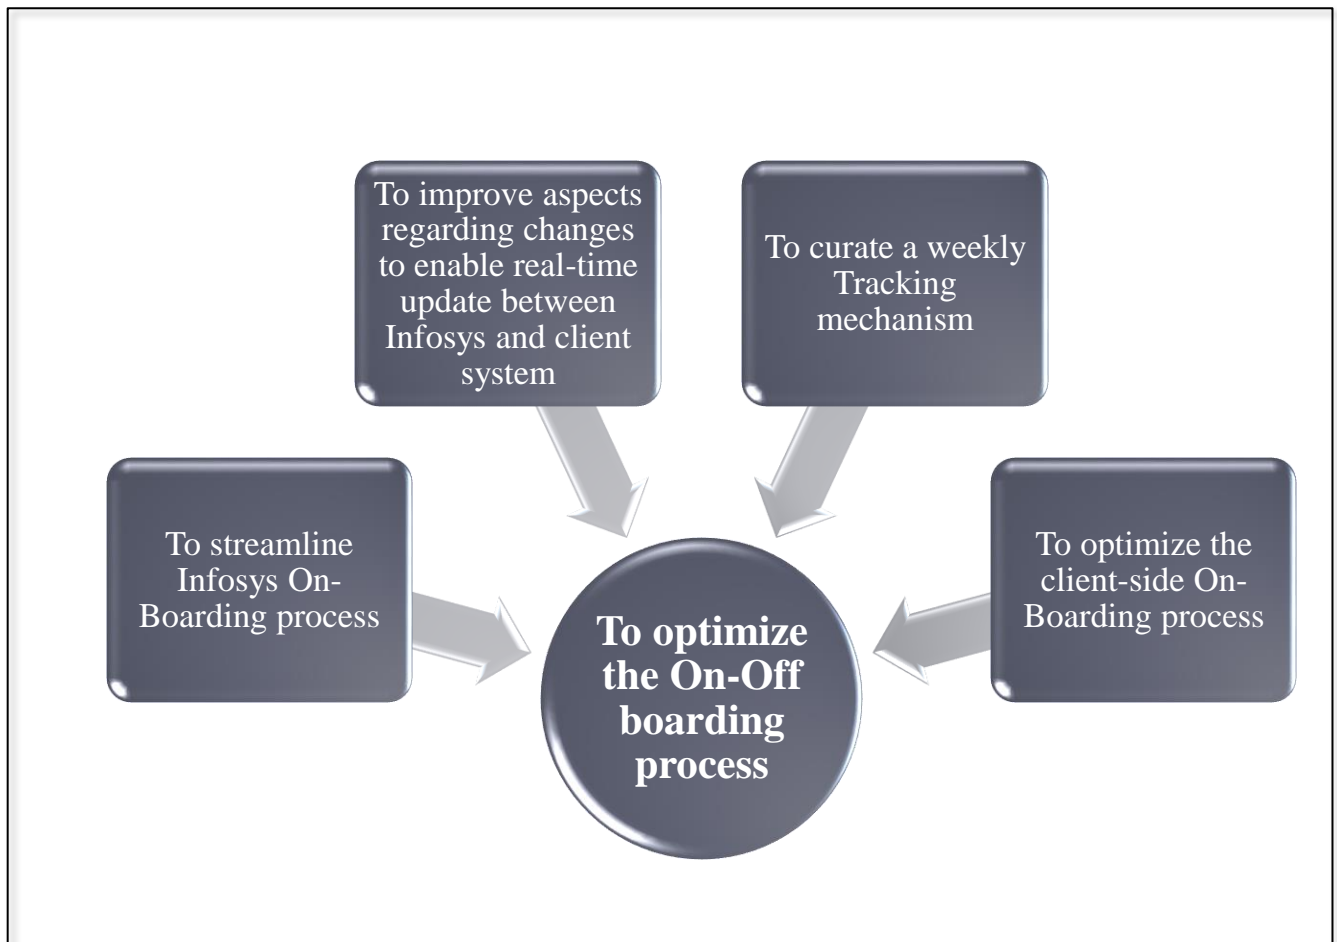 To improve aspects
regarding changes
to enable real-time
update between
Infosys and client
system
To curate a weekly
Tracking
mechanism
To streamline
Infosys On-
Boarding process
To optimize the
client-side On-
Boarding process
To optimize
the On-Off
boarding
process